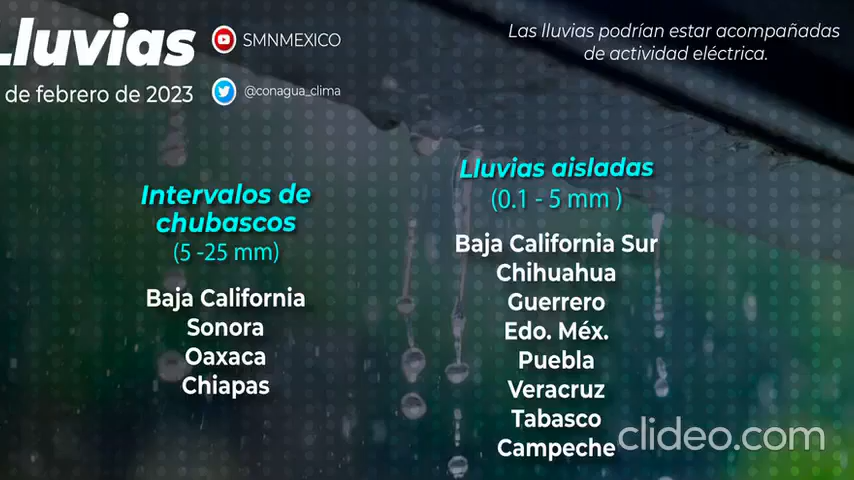 Lluvias
SMNMEXICO
de febrero de 2023
@conagua_clima
Las lluvias podrían estar acompañadas
de actividad eléctrica.
Intervalos de
chubascos
(5 -25 mm)
Baja California
Sonora
Oaxaca
Chiapas
Lluvias aisladas
(0.1 - 5 mm )
Baja California Sur
Chihuahua
Guerrero
Edo. Méx.
Puebla
Veracruz
Tabasco
Campeche
clideo.com